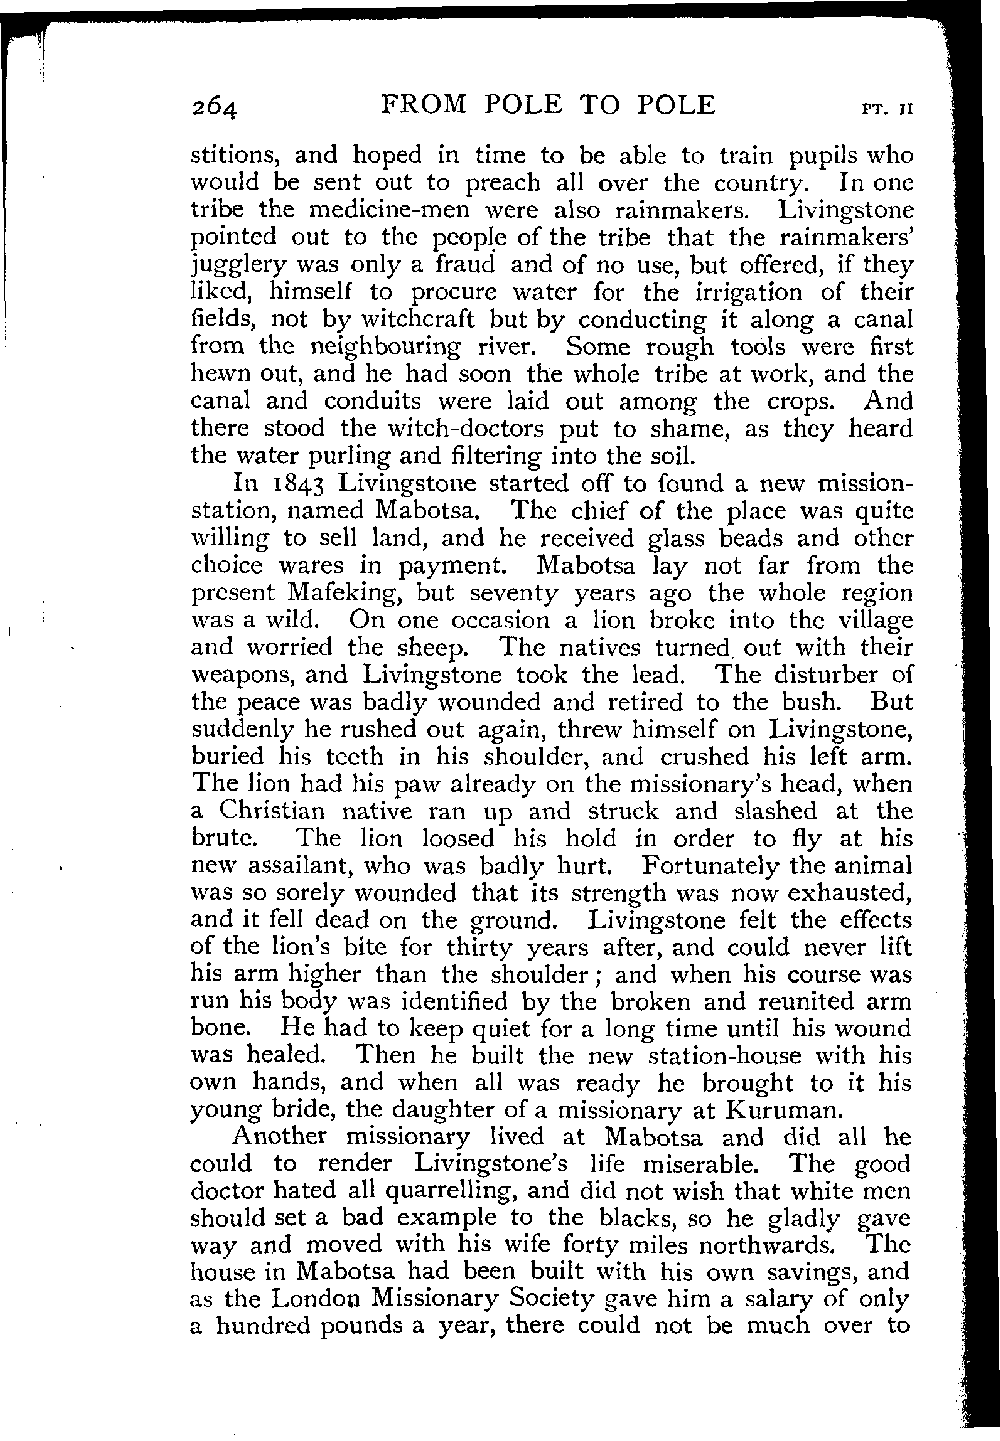 264 FROM POLE TO POLE PT. II
stitions, and hoped in time to be able to train pupils who
would be sent out to preach all over the country. In one
tribe the medicine-men were also rainmakers. Livingstone
pointed out to the people of the tribe that the rainmakers'
jugglery was only a fraud and of no use, but offered, if they
liked, himself to procure water for the irrigation of their
fields, not by witchcraft but by conducting it along a canal
from the neighbouring river. Some rough tools were first
hewn out, and he had soon the whole tribe at work, and the
canal and conduits were laid out among the crops. And
there stood the witch-doctors put to shame, as they heard
the water purling and filtering into the soil.
In 1843 Livingstone started off to found a new mission-
station, named Mabotsa. The chief of the place was quite
willing to sell land, and he received glass beads and other
choice wares in payment. Mabotsa lay not far from the
present Mafeking, but seventy years ago the whole region
was a wild. On one occasion a lion broke into the village
and worried the sheep. The natives turned out with their
weapons, and Livingstone took the lead. The disturber of
the peace was badly wounded and retired to the bush. But
suddenly he rushed out again, threw himself on Livingstone,
buried his teeth in his shoulder, and crushed his left arm.
The lion had his paw already on the missionary's head, when
a Christian native ran up and struck and slashed at the
brute. The lion loosed his hold in order to fly at his
new assailant, who was badly hurt. Fortunately the animal
was so sorely wounded that its strength was now exhausted,
and it fell dead on the ground. Livingstone felt the effects
of the lion's bite for thirty years after, and could never lift
his arm higher than the shoulder; and when his course was
run his body was identified by the broken and reunited arm
bone. He had to keep quiet for a long time until his wound
was healed. Then he built the new station-house with his
own hands, and when all was ready he brought to it his
young bride, the daughter of a missionary at Kuruman.
Another missionary lived at Mabotsa and did all he
could to render Livingstone's life miserable. The good
doctor hated all quarrelling, and did not wish that white men
should set a bad example to the blacks, so he gladly gave
way and moved with his wife forty miles northwards. The
house in Mabotsa had been built with his own savings, and
as the London Missionary Society gave him a salary of only
a hundred pounds a year, there could not be much over to